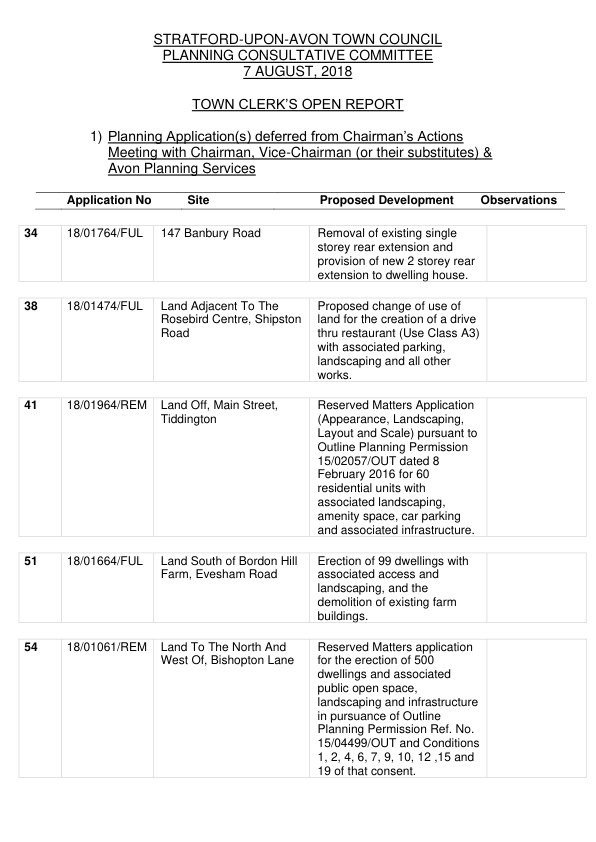 STRATFORD-UPON-AVON TOWN COUNCIL
PLANNING CONSULTATIVE COMMITTEE
7 AUGUST, 2018
TOWN CLERK'S OPEN REPORT
1) Planning Application(s) deferred from Chairman's Actions
Meeting with Chairman, Vice-Chairman (or their substitutes) &
Avon Planning Services
Application No Site Proposed Development Observations
34 18/01764/FUL 147 Banbury Road Removal of existing single
storey rear extension and
provision of new 2 storey rear
extension to dwelling house.
38 18/01474/FUL Land Adjacent To The Proposed change of use of
Rosebird Centre, Shipston land for the creation of a drive
Road thru restaurant (Use Class A3)
with associated parking,
landscaping and all other
works.
41 18/01964/REM Land Off, Main Street, Reserved Matters Application
Tiddington (Appearance, Landscaping,
Layout and Scale) pursuant to
Outline Planning Permission
15/02057/OUT dated 8
February 2016 for 60
residential units with
associated landscaping,
amenity space, car parking
and associated infrastructure.
51 18/01664/FUL Land South of Bordon Hill Erection of 99 dwellings with
Farm, Evesham Road associated access and
landscaping, and the
demolition of existing farm
buildings.
54 18/01061/REM Land To The North And Reserved Matters application
West Of, Bishopton Lane for the erection of 500
dwellings and associated
public open space,
landscaping and infrastructure
in pursuance of Outline
Planning Permission Ref. No.
15/04499/OUT and Conditions
1, 2, 4, 6, 7, 9, 10, 12 ,15 and
19 of that consent.